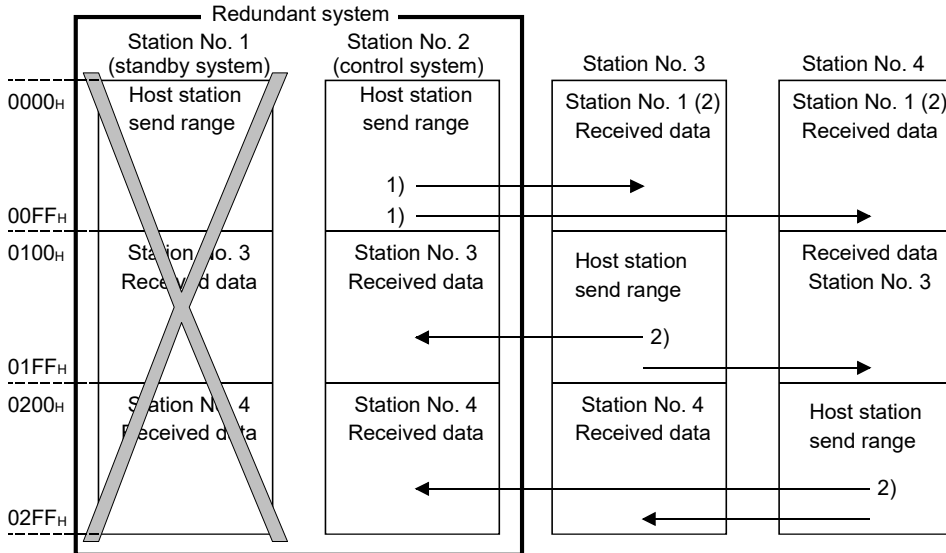 Redundant system
Station No. 1
(standby system)
Station No. 2
(control system)
Station No. 3
Station No. 4
0000H
Host station
send range
Host station
send range
Station No. 1 (2)
Received data
Station No. 1 (2)
Received data
1)
1)
00FFH
0100H
Station No. 3
Received data
Station No. 3
Received data
Host station
send range
Received data
Station No. 3
2)
01FFH
0200H
Station No. 4
Received data
Station No. 4
Received data
Station No. 4
Received data
Host station
send range
2)
02FFH